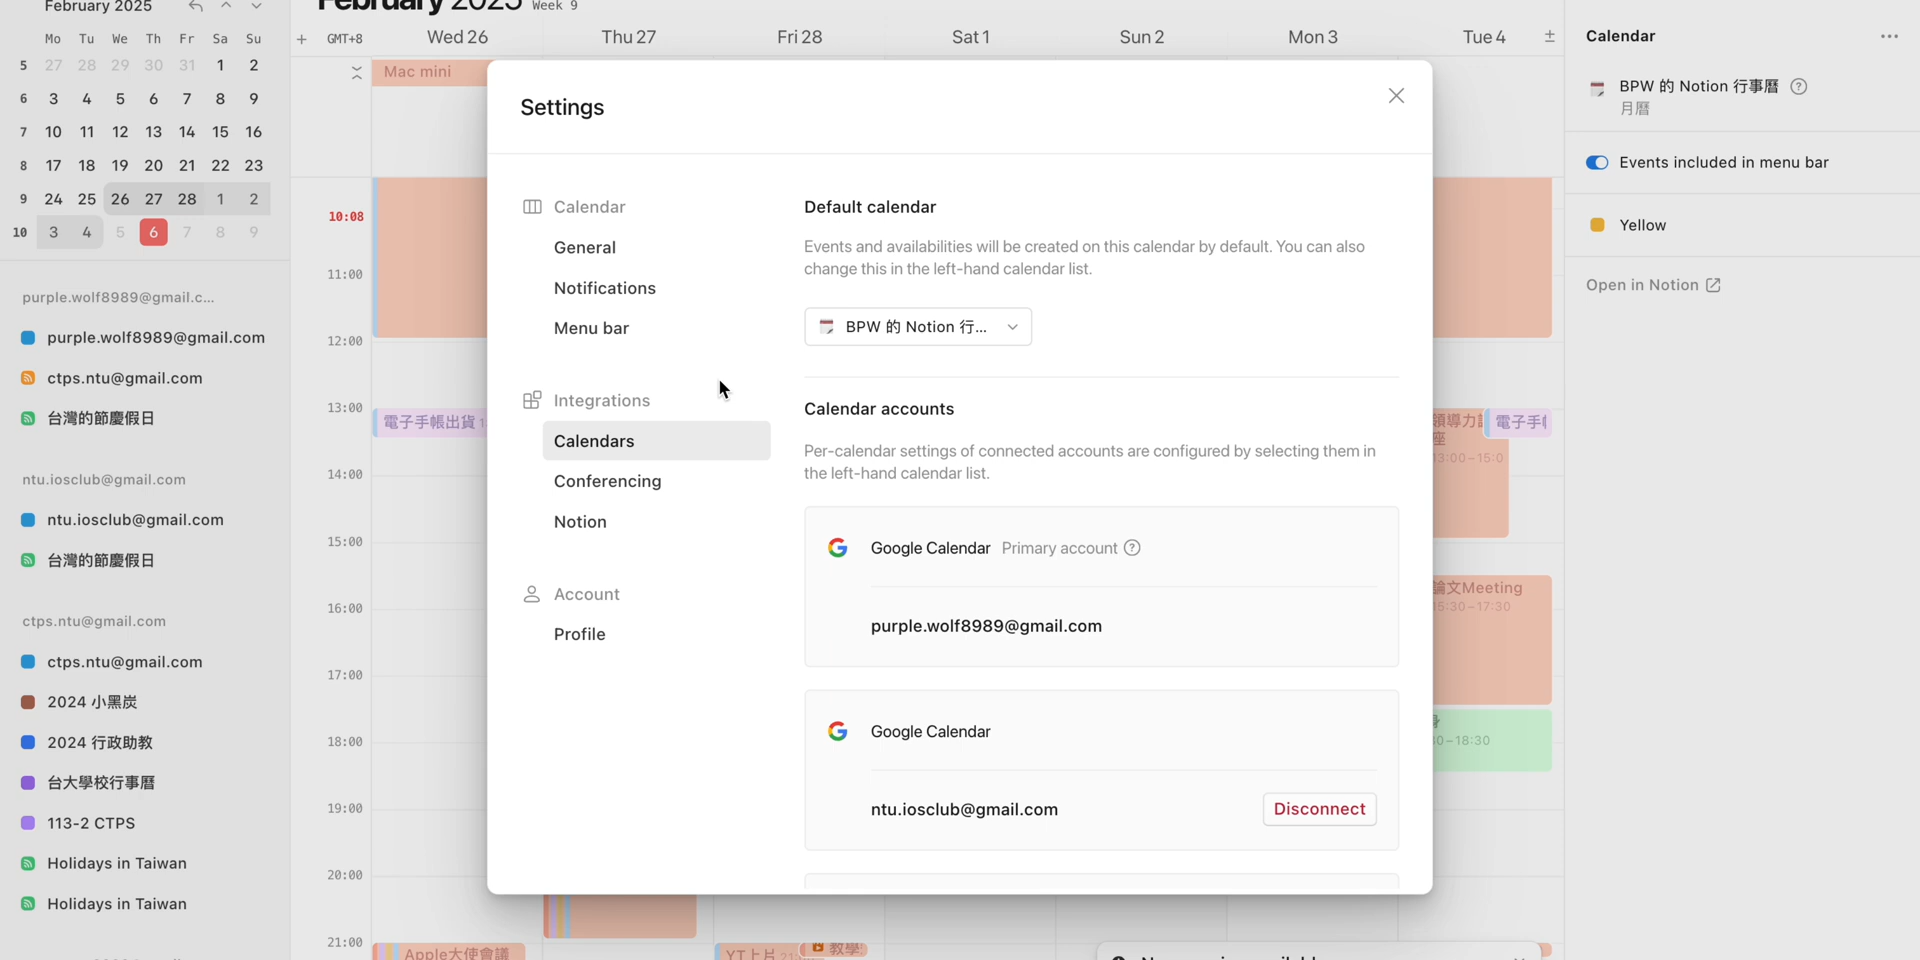 February 2025
Mo Tu We Th Fr Sa Su
5 27 28 29 30 31 1 2
6 3 4 5 6 7 8 9
7 10 11 12 13 14 15 16
8 17 18 19 20 21 22 23
9 24 25 26 27 28 1 2
10 3 4 5 6 7 8 9
purple.wolf8989@gmail.c...
purple.wolf8989@gmail.com
ctps.ntu@gmail.com
台灣的節慶假日
ntu.iosclub@gmail.com
ntu.iosclub@gmail.com
台灣的節慶假日
ctps.ntu@gmail.com
ctps.ntu@gmail.com
2024 小黑炭
2024 行政助教
台大學校行事曆
113-2 CTPS
Holidays in Taiwan
Holidays in Taiwan
February 2025 Week 9
GMT+8 Wed 26 Thu 27 Fri 28 Sat 1 Sun 2 Mon 3 Tue 4
Mac mini
10:08
11:00
12:00
13:00
14:00
15:00
16:00
17:00
18:00
19:00
20:00
21:00
電子手帳出貨
Apple大使會議
YT上片 21
教學
電子手
座
13:00–15:0
論文Meeting
15:30–17:30
0–18:30
Settings
Calendar
General
Notifications
Menu bar
Integrations
Calendars
Conferencing
Notion
Account
Profile
Default calendar
Events and availabilities will be created on this calendar by default. You can also
change this in the left-hand calendar list.
BPW 的 Notion 行...
Calendar accounts
Per-calendar settings of connected accounts are configured by selecting them in
the left-hand calendar list.
Google Calendar Primary account
purple.wolf8989@gmail.com
Google Calendar
ntu.iosclub@gmail.com
Disconnect
Calendar
BPW 的 Notion 行事曆
月曆
Events included in menu bar
Yellow
Open in Notion